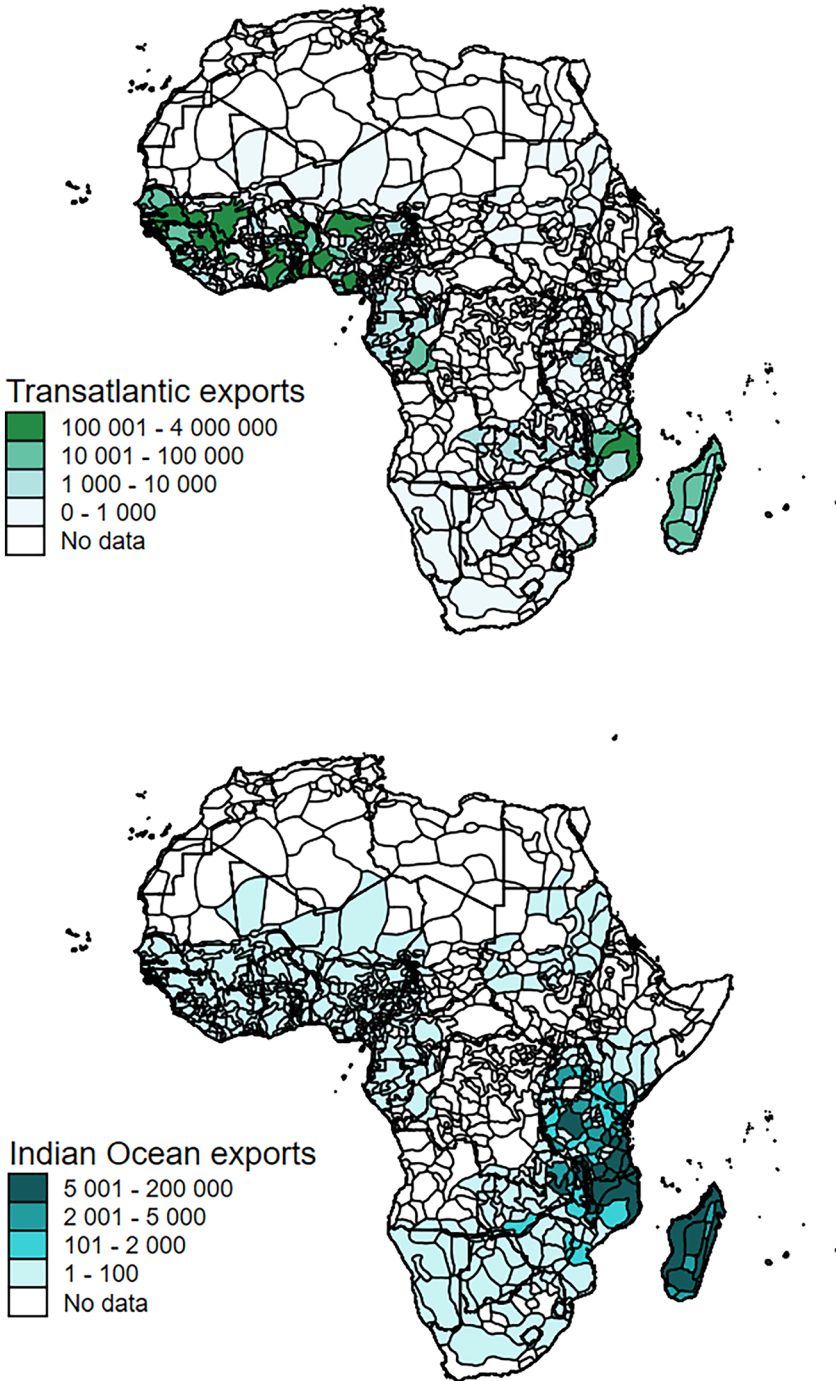 Transatlantic exports
100 001 - 4 000 000
10 001 - 100 000
1 000 - 10 000
0 - 1 000
No data
Indian Ocean exports
5 001 - 200 000
2 001 - 5 000
101 - 2 000
1 - 100
No data